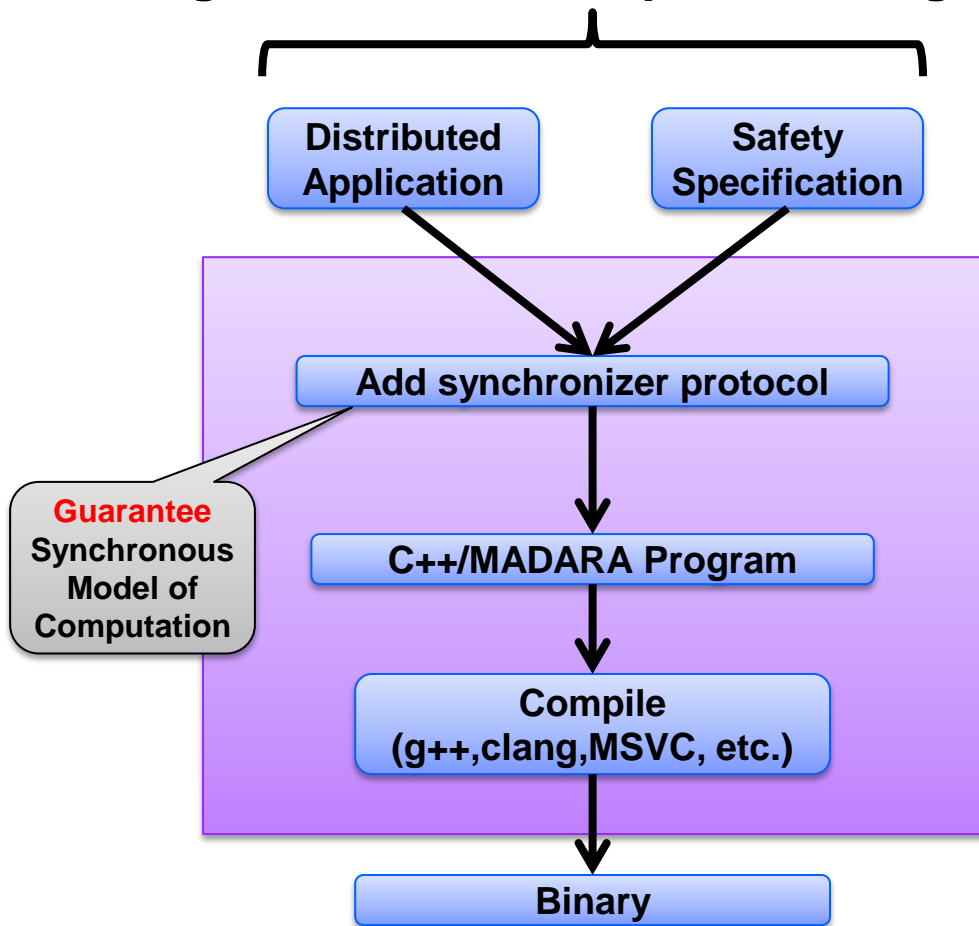 Distributed
Application
Safety
Specification
Add synchronizer protocol
Guarantee
Synchronous
Model of
Computation
C++/MADARA Program
Compile
(g++,clang,MSVC, etc.)
Binary